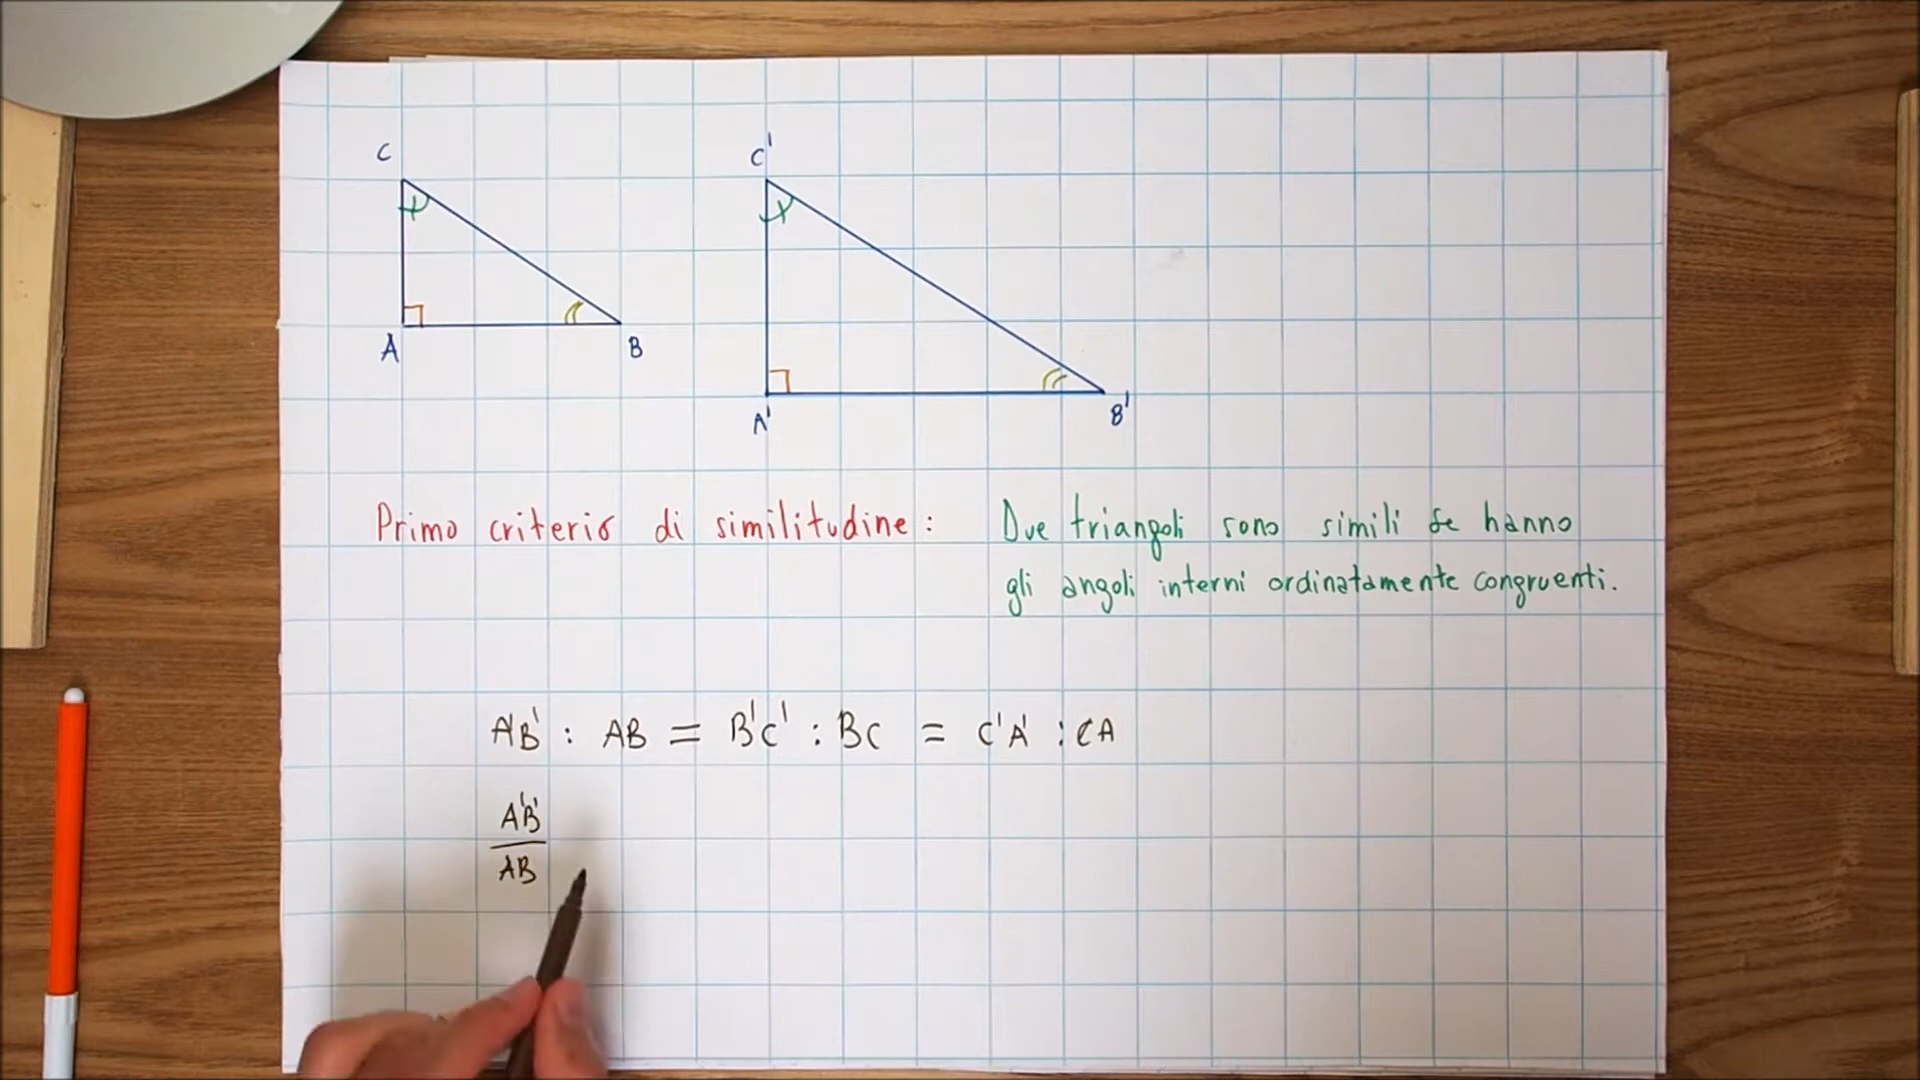 C
C'
A
B
A'
B'
Primo criterio di similitudine: Due triangoli sono simili se hanno
gli angoli interni ordinatamente congruenti.
A'B' : AB = B'C' : BC = C'A' : CA
A'B'
AB